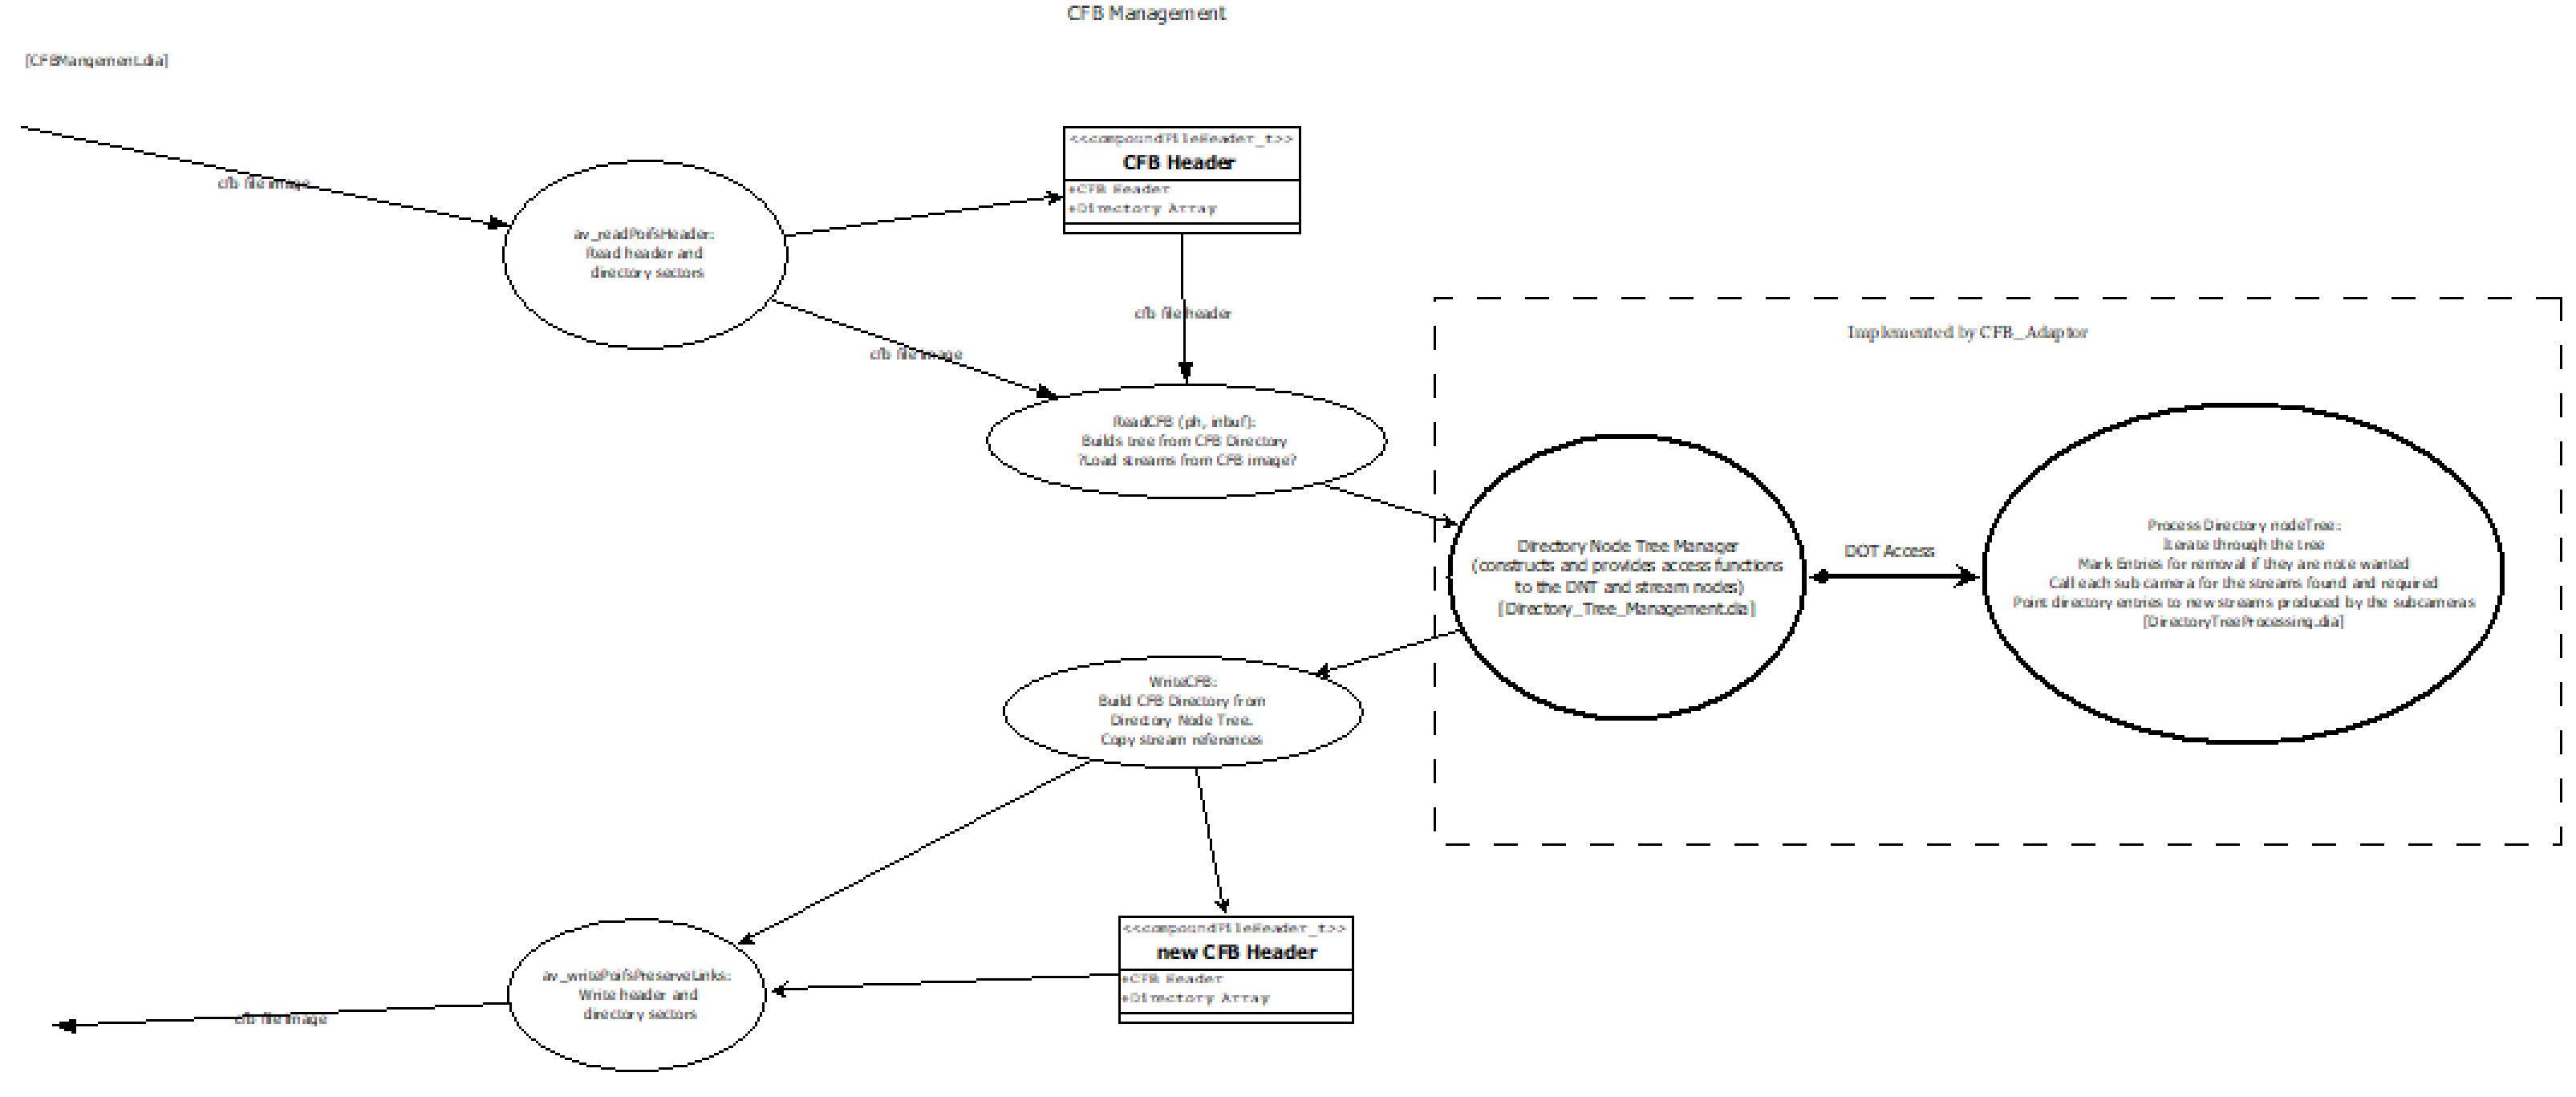 CFB Management
[CFBMangement.dia]
cfb file image
<<compoundFileHeader_t>>
CFB Header
+CFB Header
+Directory Array
av_readPoifsHeader:
Read header and
directory sectors
cfb file header
cfb file image
Implemented by CFB_Adaptor
ReadCFB (ph, inbuf):
Builds tree from CFB Directory
?Load streams from CFB image?
Directory Node Tree Manager
(constructs and provides access functions
to the DNT and stream nodes)
[Directory_Tree_Management.dia]
DOT Access
Process Directory nodeTree:
Iterate through the tree
Mark Entries for removal if they are note wanted
Call each sub camera for the streams found and required
Point directory entries to new streams produced by the subcameras
[DirectoryTreeProcessing.dia]
WriteCFB:
Build CFB Directory from
Directory Node Tree.
Copy stream references
<<compoundFileHeader_t>>
new CFB Header
+CFB Header
+Directory Array
av_writePoifsPreserveLinks:
Write header and
directory sectors
cfb file image